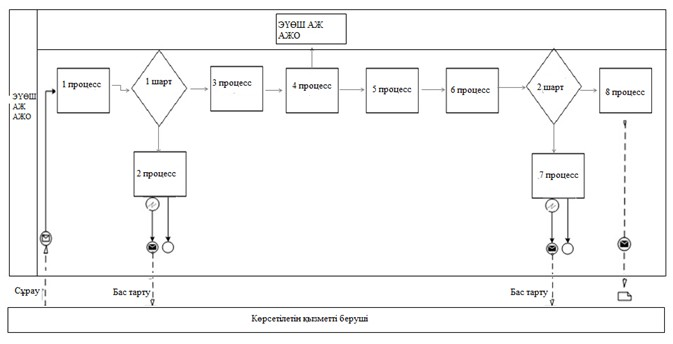 ЭҮӨШ АЖ
АЖО
ЭҮӨШ
АЖ
АЖО
1 процесс
1 шарт
3 процесс
4 процесс
5 процесс
6 процесс
2 шарт
8 процесс
2 процесс
7 процесс
Сұрау
Бас тарту
Бас тарту
Көрсетілетін қызметті беруші